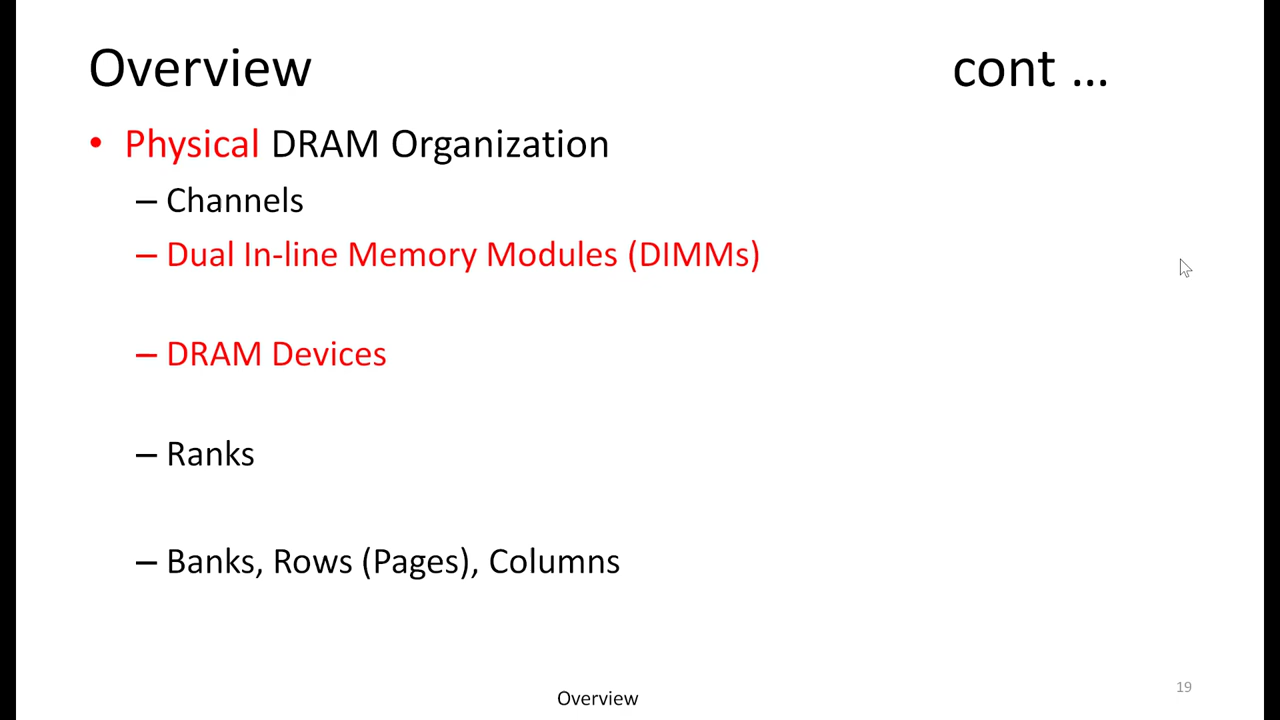 Overview cont ...
• Physical DRAM Organization
– Channels
– Dual In-line Memory Modules (DIMMs)
– DRAM Devices
– Ranks
– Banks, Rows (Pages), Columns
Overview
19